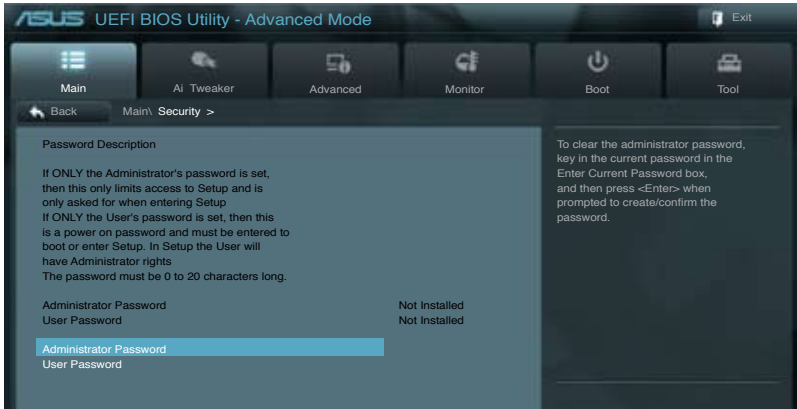 ASUS UEFI BIOS Utility - Advanced Mode
Exit
Main
Ai Tweaker
Advanced
Monitor
Boot
Tool
Back
Main\ Security >
Password Description
If ONLY the Administrator's password is set,
then this only limits access to Setup and is
only asked for when entering Setup
If ONLY the User's password is set, then this
is a power on password and must be entered to
boot or enter Setup. In Setup the User will
have Administrator rights
The password must be 0 to 20 characters long.
Administrator Password Not Installed
User Password Not Installed
Administrator Password
User Password
To clear the administrator password,
key in the current password in the
Enter Current Password box,
and then press <Enter> when
prompted to create/confirm the
password.